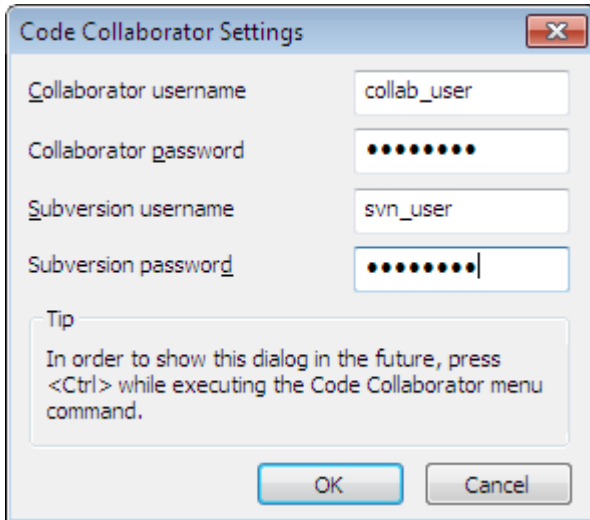 Code Collaborator Settings
Collaborator username collab_user
Collaborator password ●●●●●●●●
Subversion username svn_user
Subversion password ●●●●●●●●
Tip
In order to show this dialog in the future, press
<Ctrl> while executing the Code Collaborator menu
command.
OK Cancel